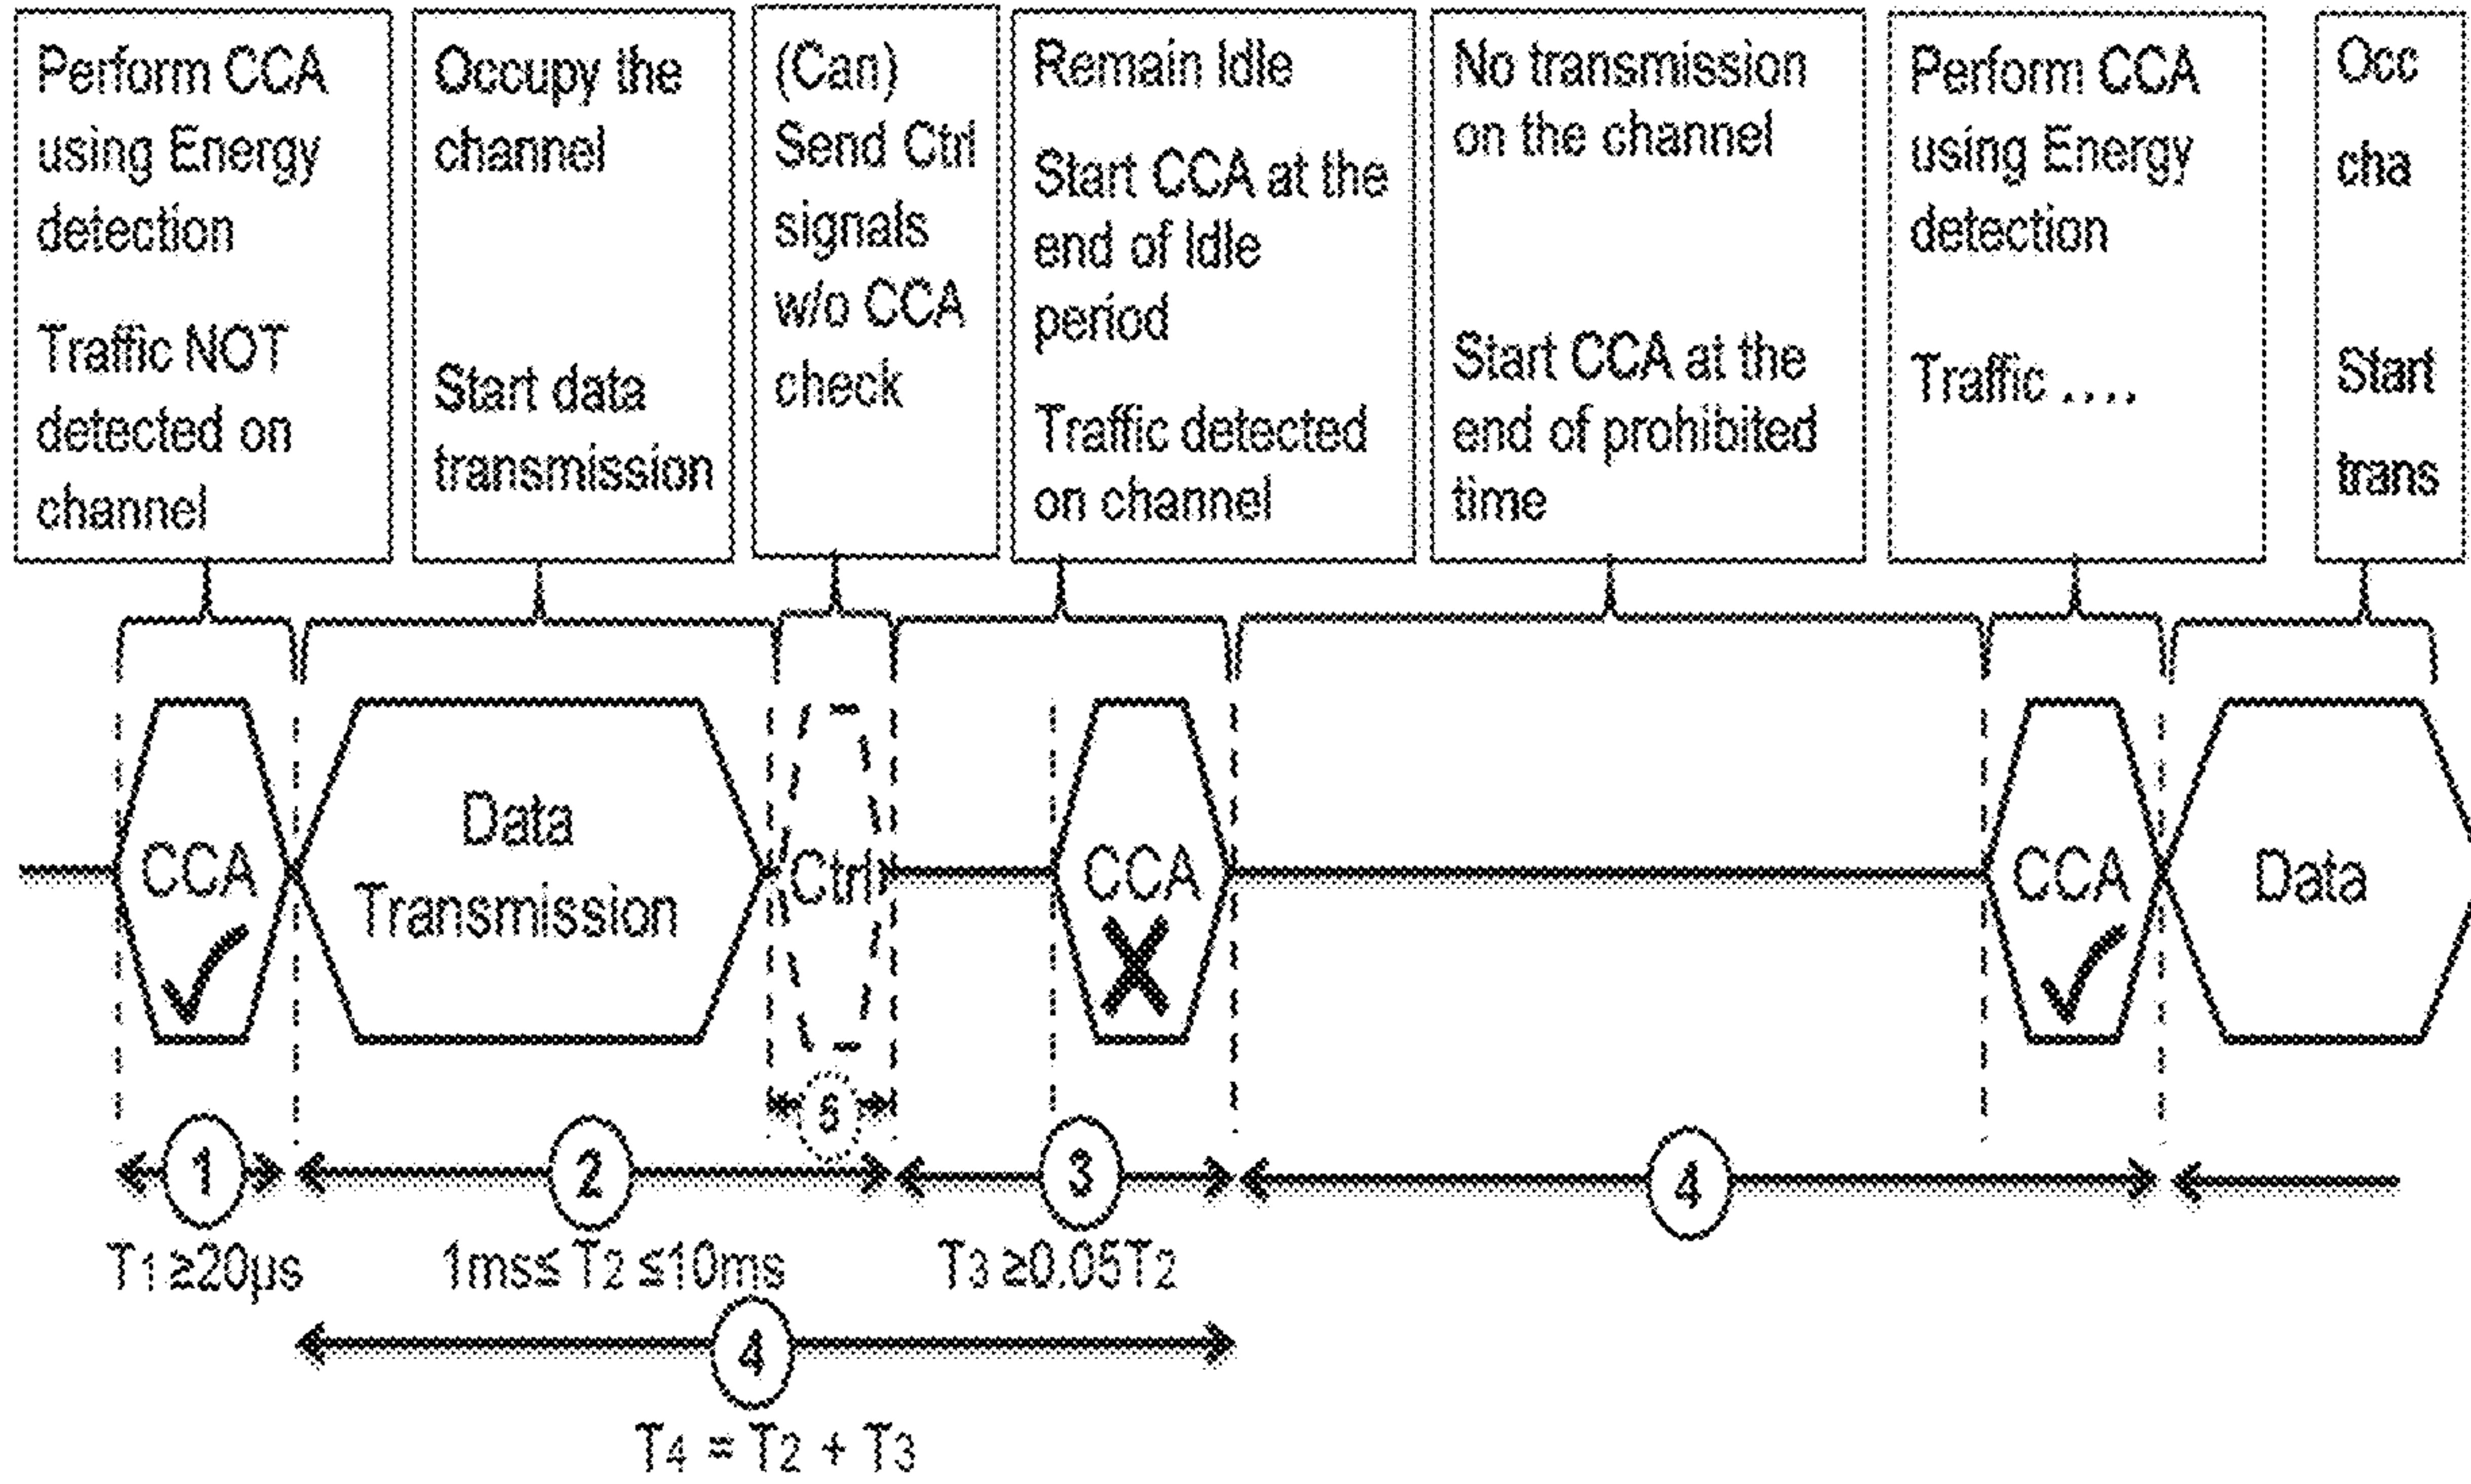 Perform CCA
using Energy
detection
Traffic NOT
detected on
channel
Occupy the
channel
Start data
transmission
(Can)
Send Ctrl
signals
w/o CCA
check
Remain Idle
Start CCA at the
end of Idle
period
Traffic detected
on channel
No transmission
on the channel
Start CCA at the
end of prohibited
time
Perform CCA
using Energy
detection
Traffic ....
Occ
cha
Start
trans
CCA
Data
Transmission
Ctrl
CCA
CCA
Data
5
1
2
3
4
T1 ≥20μs
1ms≤ T2 ≤10ms
T3 ≥0.05T2
4
T4 = T2 + T3